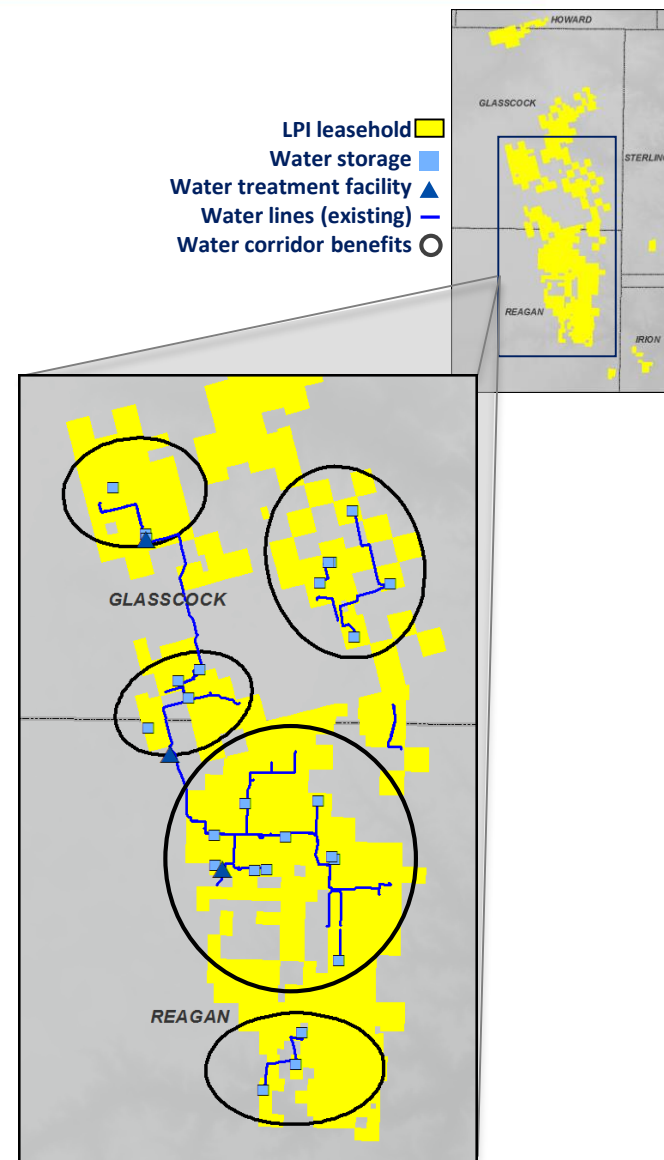 HOWARD
GLASSCOCK
LPI leasehold
Water storage
STERLING
Water treatment facility
Water lines (existing)
Water corridor benefits
REAGAN
IRION
GLASSCOCK
REAGAN